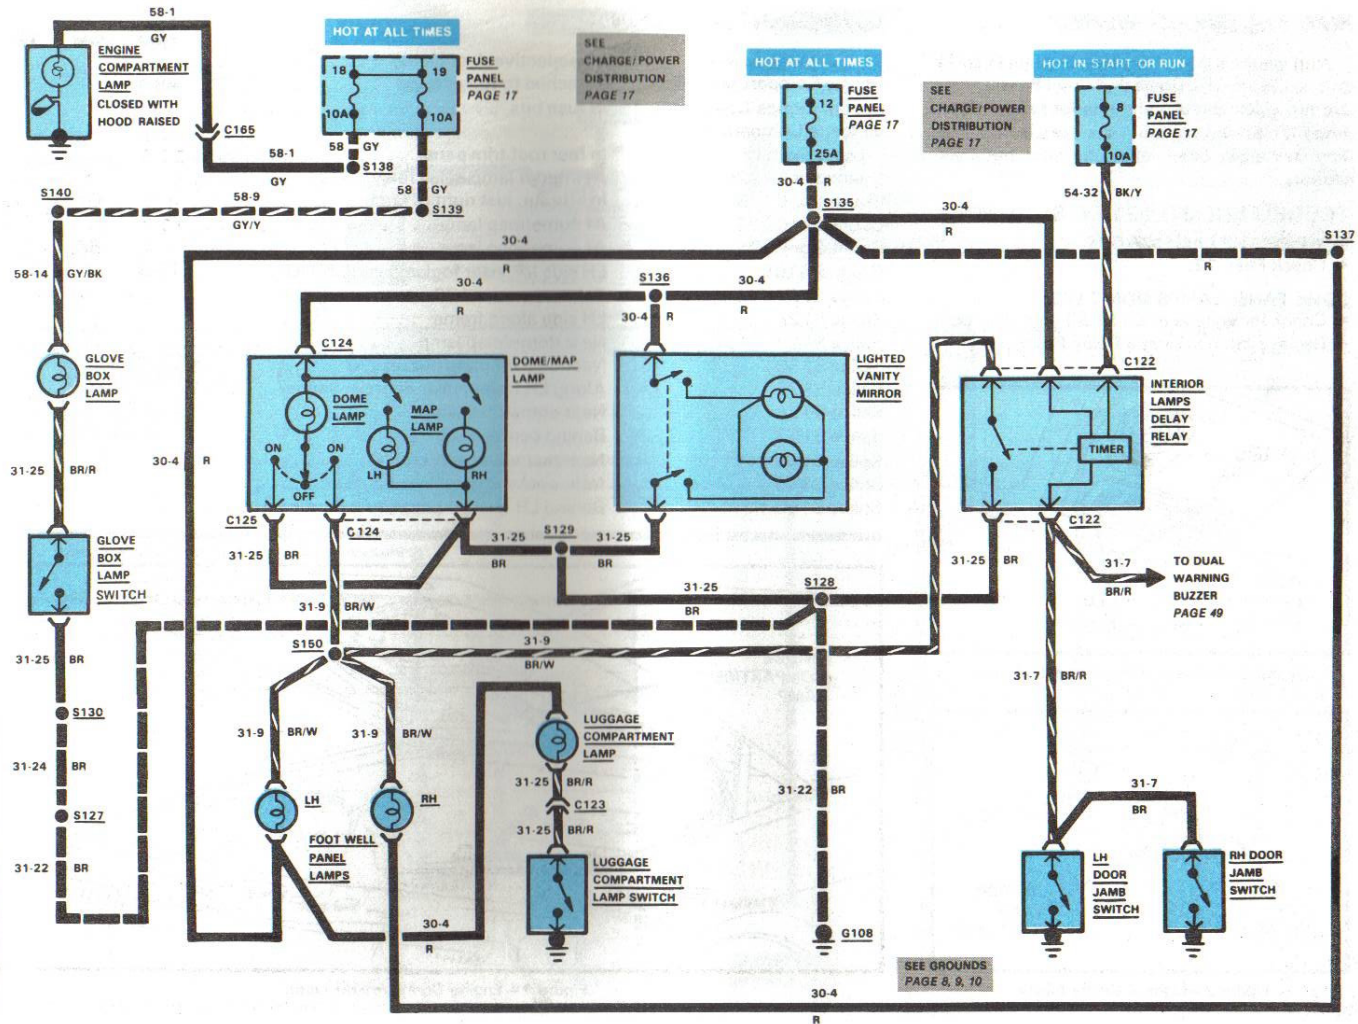 58-1
GY
ENGINE
COMPARTMENT
LAMP
CLOSED WITH
HOOD RAISED
C165
58-1
GY
HOT AT ALL TIMES
18
19
10A
10A
FUSE
PANEL
PAGE 17
58
GY
S138
58
GY
S139
SEE
CHARGE/POWER
DISTRIBUTION
PAGE 17
HOT AT ALL TIMES
12
25A
FUSE
PANEL
PAGE 17
30-4
R
S135
SEE
CHARGE/POWER
DISTRIBUTION
PAGE 17
HOT IN START OR RUN
8
10A
FUSE
PANEL
PAGE 17
54-32
BK/Y
S140
58-9
GY/Y
30-4
R
30-4
R
S137
R
58-14
GY/BK
30-4
R
S136
30-4
R
30-4
R
GLOVE
BOX
LAMP
C124
DOME/MAP
LAMP
DOME
LAMP
MAP
LAMP
ON
ON
OFF
LH
RH
LIGHTED
VANITY
MIRROR
C122
INTERIOR
LAMPS
DELAY
RELAY
TIMER
31-25
BR/R
30-4
R
C125
C124
31-25
BR
31-25
BR
S129
31-25
BR
31-25
BR
C122
31-7
BR/R
TO DUAL
WARNING
BUZZER
PAGE 49
GLOVE
BOX
LAMP
SWITCH
31-25
BR
S128
31-9
BR/W
S150
31-9
BR/W
31-25
BR
S130
31-24
BR
S127
31-22
BR
31-9
BR/W
31-9
BR/W
LH
RH
FOOT WELL
PANEL
LAMPS
LUGGAGE
COMPARTMENT
LAMP
31-25
BR/R
C123
31-25
BR/R
LUGGAGE
COMPARTMENT
LAMP SWITCH
31-22
BR
31-7
BR/R
31-7
BR
LH
DOOR
JAMB
SWITCH
RH DOOR
JAMB
SWITCH
30-4
R
G108
SEE GROUNDS
PAGE 8, 9, 10
30-4
R